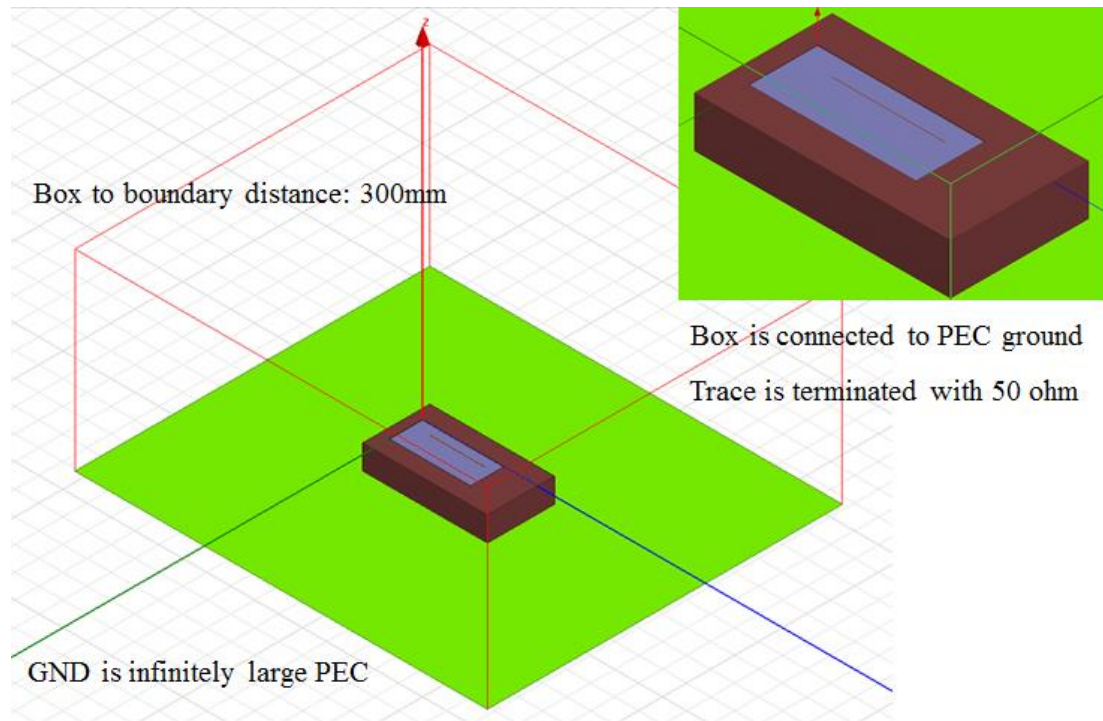 z
Box to boundary distance: 300mm
Box is connected to PEC ground
Trace is terminated with 50 ohm
GND is infinitely large PEC